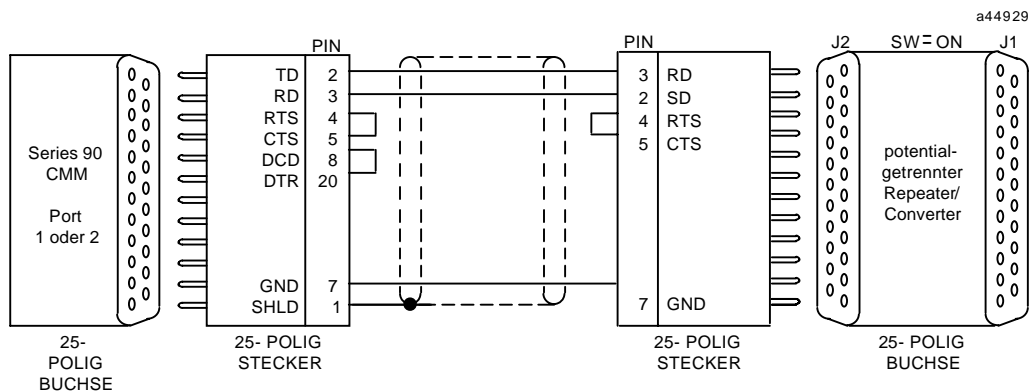 a44929
PIN
PIN
J2
SW = ON
J1
TD 2
RD 3
RTS 4
CTS 5
DCD 8
DTR 20
GND 7
SHLD 1
3 RD
2 SD
4 RTS
5 CTS
7 GND
Series 90
CMM
Port
1 oder 2
potential-
getrennter
Repeater/
Converter
25-
POLIG
BUCHSE
25- POLIG
STECKER
25- POLIG
STECKER
25- POLIG
BUCHSE